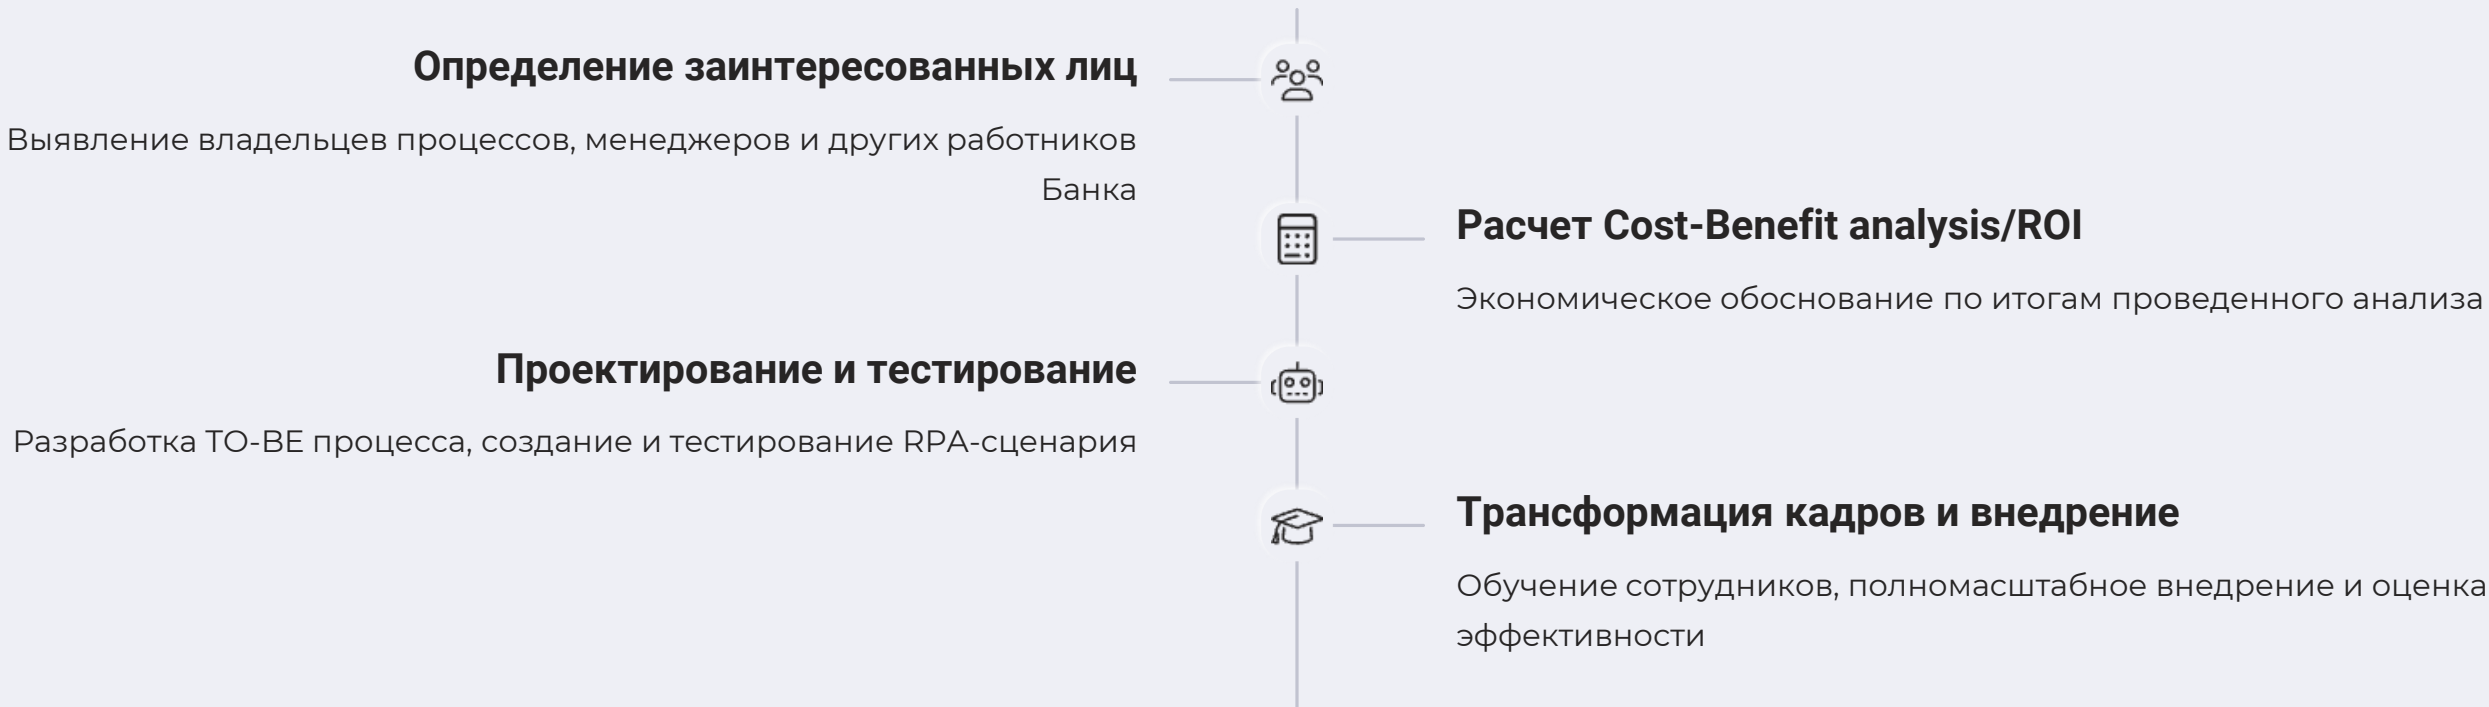 Определение заинтересованных лиц
Выявление владельцев процессов, менеджеров и других работников
Банка
Расчет Cost-Benefit analysis/ROI
Экономическое обоснование по итогам проведенного анализа
Проектирование и тестирование
Разработка TO-BE процесса, создание и тестирование RPA-сценария
Трансформация кадров и внедрение
Обучение сотрудников, полномасштабное внедрение и оценка
эффективности